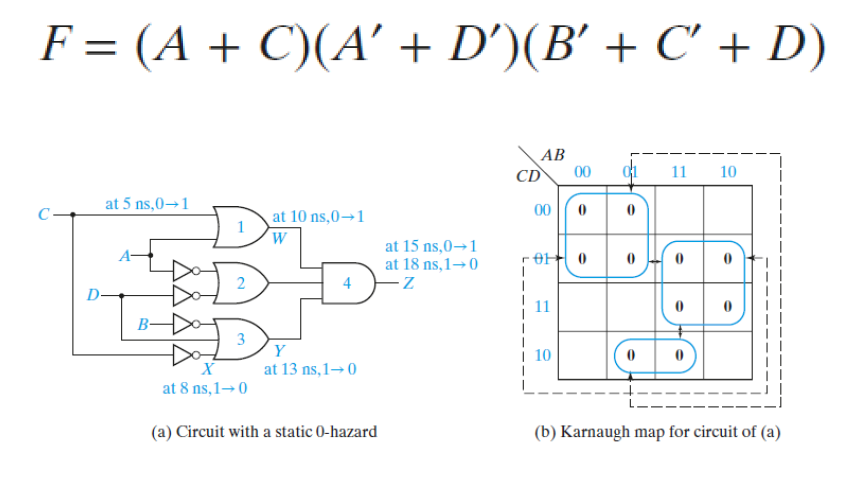 F = (A + C)(A′ + D′)(B′ + C′ + D)
AB
CD 00 01 11 10
C at 5 ns,0→1
1 at 10 ns,0→1
W
00 0 0
A
at 15 ns,0→1
at 18 ns,1→0
2 4 Z
01 0 0 0 0
D
B
3
11 0 0
Y
X at 13 ns,1→0
at 8 ns,1→0
10 0 0
(a) Circuit with a static 0-hazard
(b) Karnaugh map for circuit of (a)